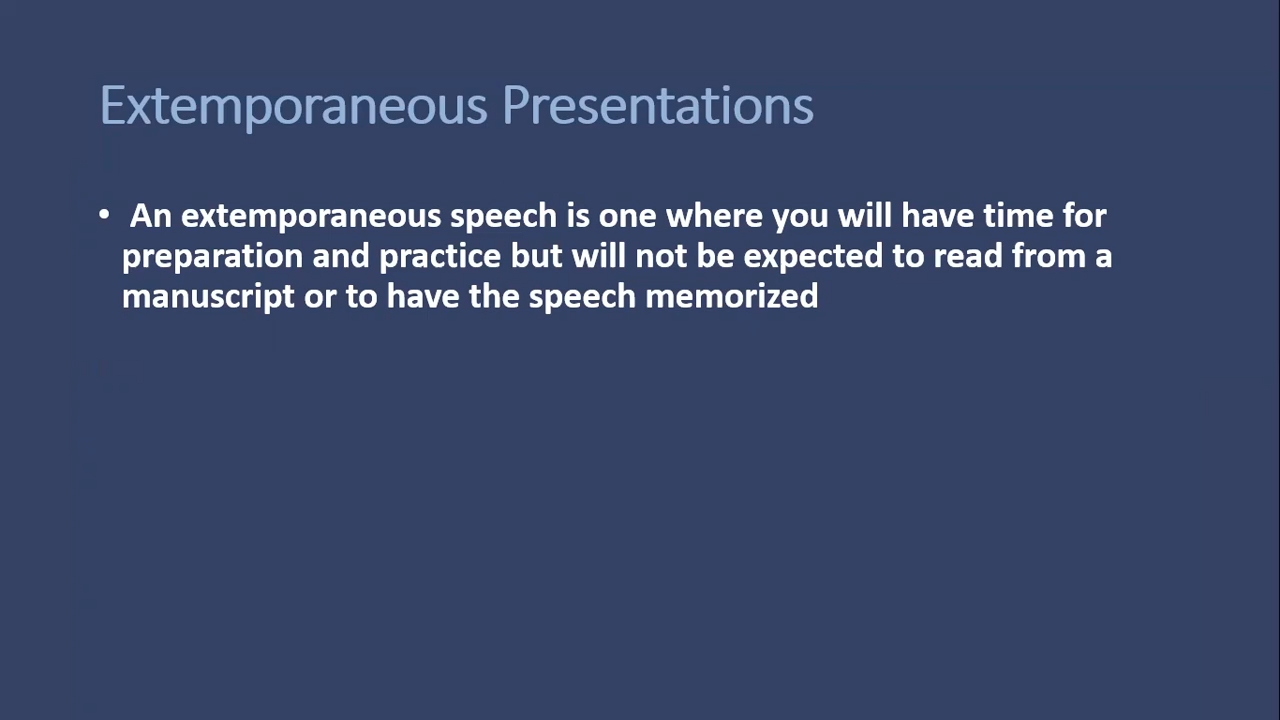 Extemporaneous Presentations
• An extemporaneous speech is one where you will have time for
preparation and practice but will not be expected to read from a
manuscript or to have the speech memorized